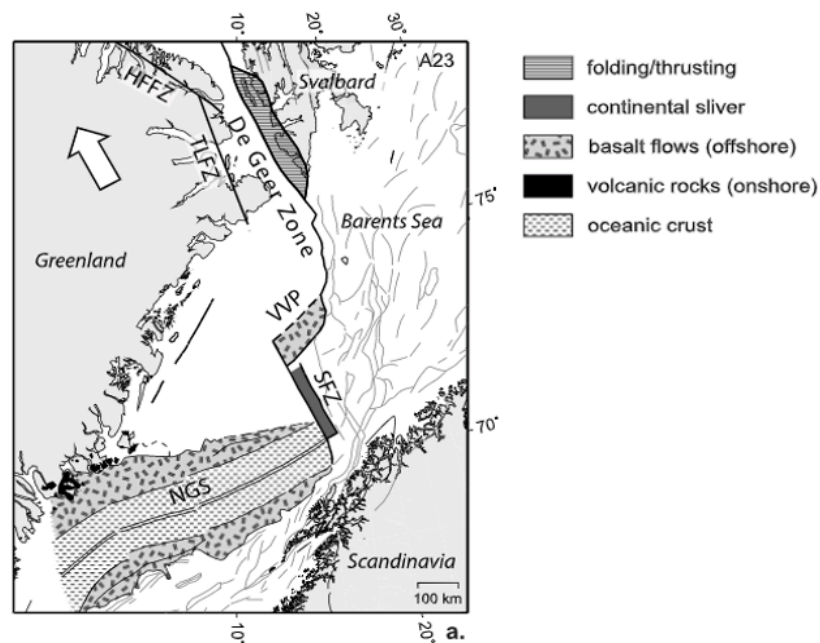 10°
20°
30°
A23
HFFZ
Svalbard
TLFZ
De Geer Zone
75°
Barents Sea
Greenland
VVP
SFZ
70°
NGS
Scandinavia
100 km
10°
20°
a.
folding/thrusting
continental sliver
basalt flows (offshore)
volcanic rocks (onshore)
oceanic crust